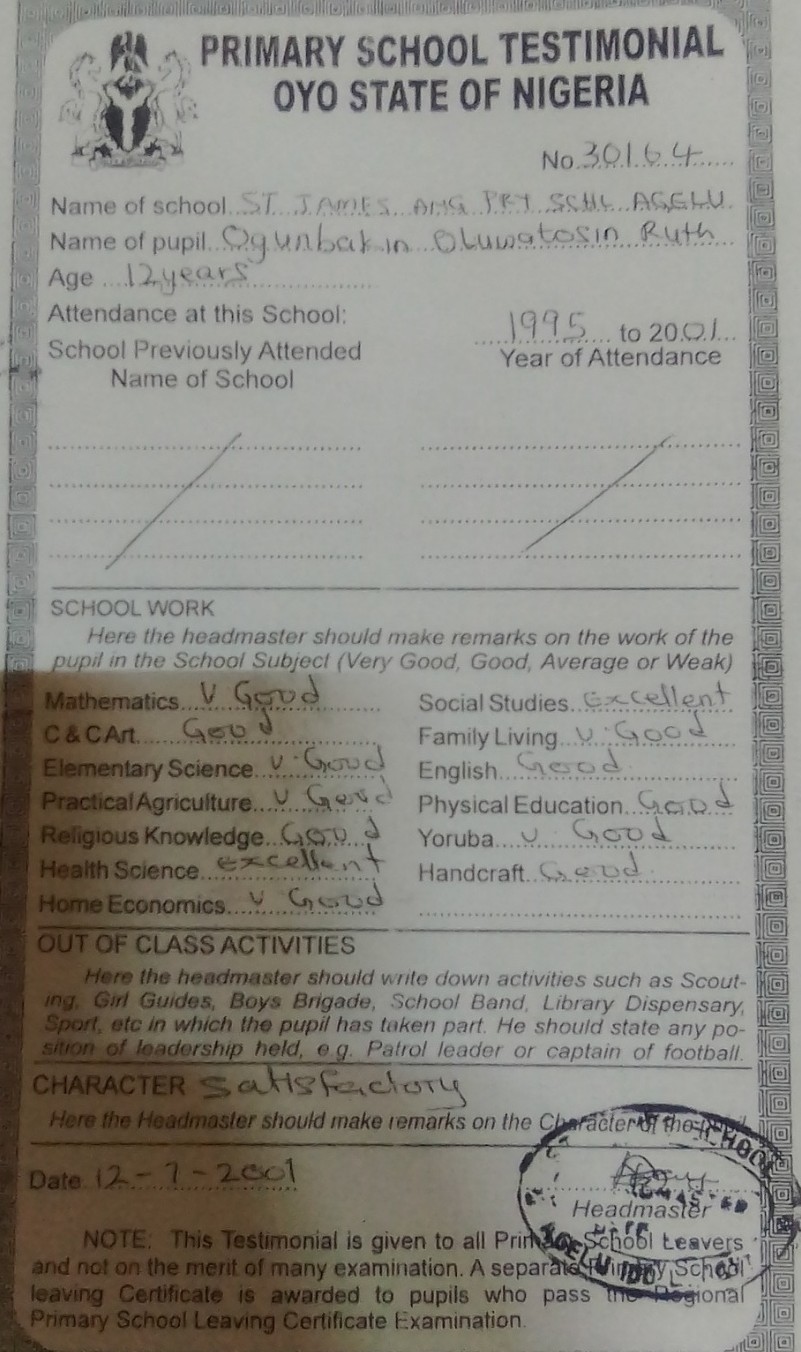 PRIMARY SCHOOL TESTIMONIAL
OYO STATE OF NIGERIA
No. 30164
Name of school ST JAMES ANG PRY SCHL AGELU
Name of pupil Ogunbakin Oluwatosin Ruth
Age 12 years
Attendance at this School:
1995 to 2001
School Previously Attended
Year of Attendance
Name of School
SCHOOL WORK
Here the headmaster should make remarks on the work of the
pupil in the School Subject (Very Good, Good, Average or Weak)
Mathematics V Good
Social Studies Excellent
C & C Art Good
Family Living V. Good
Elementary Science V. Good
English Good
Practical Agriculture V Good
Physical Education Good
Religious Knowledge Good
Yoruba V Good
Health Science excellent
Handcraft Good
Home Economics V Good
OUT OF CLASS ACTIVITIES
Here the headmaster should write down activities such as Scout-
ing, Girl Guides, Boys Brigade, School Band, Library Dispensary,
Sport, etc in which the pupil has taken part. He should state any po-
sition of leadership held, e.g. Patrol leader or captain of football.
CHARACTER Satisfactory
Here the Headmaster should make remarks on the Character of the Pupil
Date 12-7-2001
Headmaster
NOTE: This Testimonial is given to all Primary School Leavers
and not on the merit of many examination. A separate Primary School
leaving Certificate is awarded to pupils who pass the Regional
Primary School Leaving Certificate Examination.